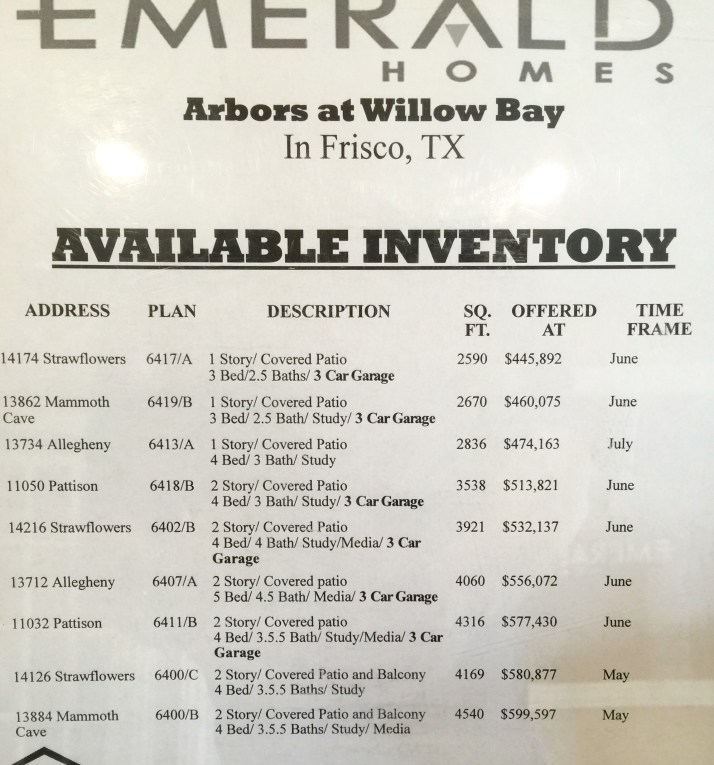 EMERALD
HOMES
Arbors at Willow Bay
In Frisco, TX
AVAILABLE INVENTORY
ADDRESS PLAN DESCRIPTION SQ. FT. OFFERED AT TIME FRAME
14174 Strawflowers 6417/A 1 Story/ Covered Patio 2590 $445,892 June
3 Bed/2.5 Baths/ 3 Car Garage
13862 Mammoth 6419/B 1 Story/ Covered Patio 2670 $460,075 June
Cave 3 Bed/ 2.5 Bath/ Study/ 3 Car Garage
13734 Allegheny 6413/A 1 Story/ Covered Patio 2836 $474,163 July
4 Bed/ 3 Bath/ Study
11050 Pattison 6418/B 2 Story/ Covered Patio 3538 $513,821 June
4 Bed/ 3 Bath/ Study/ 3 Car Garage
14216 Strawflowers 6402/B 2 Story/ Covered Patio 3921 $532,137 June
4 Bed/ 4 Bath/ Study/Media/ 3 Car
Garage
13712 Allegheny 6407/A 2 Story/ Covered patio 4060 $556,072 June
5 Bed/ 4.5 Bath/ Media/ 3 Car Garage
11032 Pattison 6411/B 2 Story/ Covered patio 4316 $577,430 June
4 Bed/ 3.5.5 Bath/ Study/Media/ 3 Car
Garage
14126 Strawflowers 6400/C 2 Story/ Covered Patio and Balcony 4169 $580,877 May
4 Bed/ 3.5.5 Baths/ Study
13884 Mammoth 6400/B 2 Story/ Covered Patio and Balcony 4540 $599,597 May
Cave 4 Bed/ 3.5.5 Baths/ Study/ Media